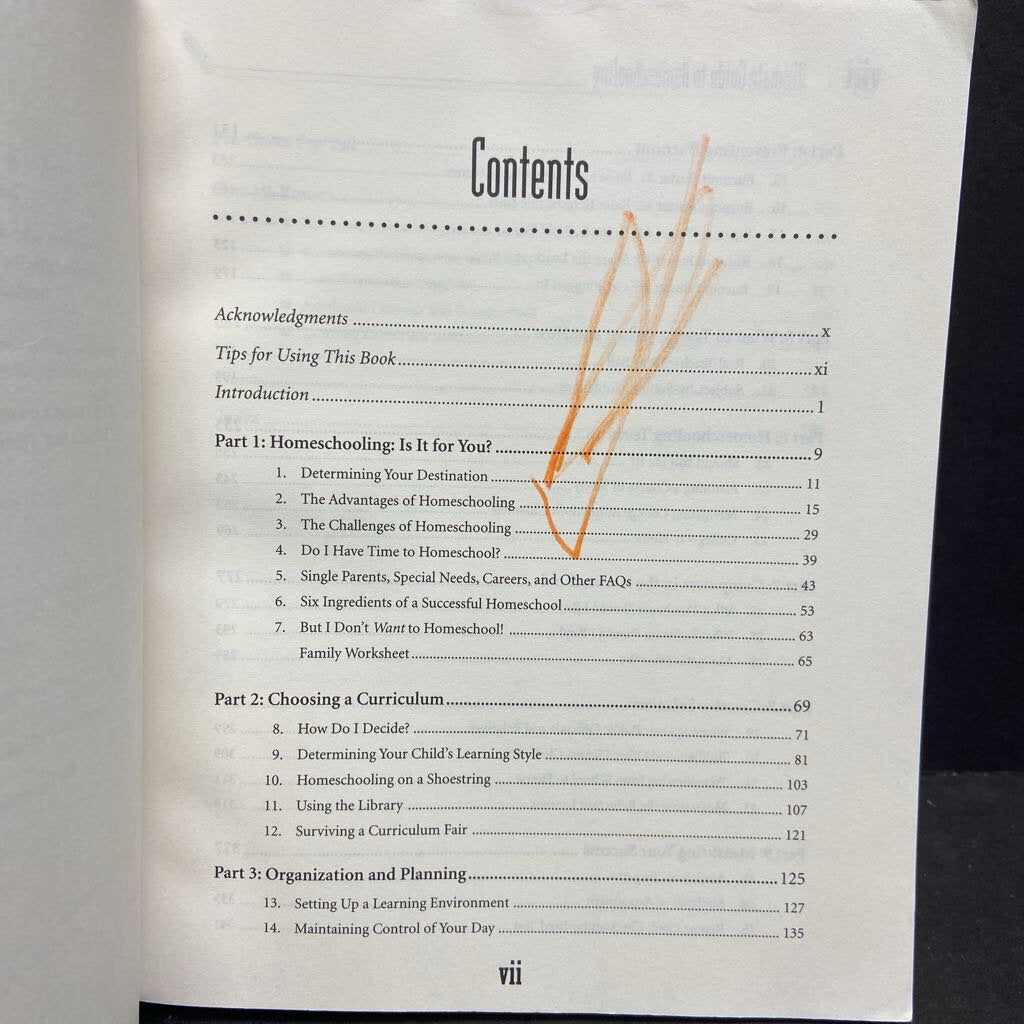 Contents
Acknowledgments ........ x
Tips for Using This Book ........ xi
Introduction ........ 1
Part 1: Homeschooling: Is It for You? ........ 9
1. Determining Your Destination ........ 11
2. The Advantages of Homeschooling ........ 15
3. The Challenges of Homeschooling ........ 29
4. Do I Have Time to Homeschool? ........ 39
5. Single Parents, Special Needs, Careers, and Other FAQs ........ 43
6. Six Ingredients of a Successful Homeschool ........ 53
7. But I Don't Want to Homeschool! ........ 63
Family Worksheet ........ 65
Part 2: Choosing a Curriculum ........ 69
8. How Do I Decide? ........ 71
9. Determining Your Child's Learning Style ........ 81
10. Homeschooling on a Shoestring ........ 103
11. Using the Library ........ 107
12. Surviving a Curriculum Fair ........ 121
Part 3: Organization and Planning ........ 125
13. Setting Up a Learning Environment ........ 127
14. Maintaining Control of Your Day ........ 135
vii